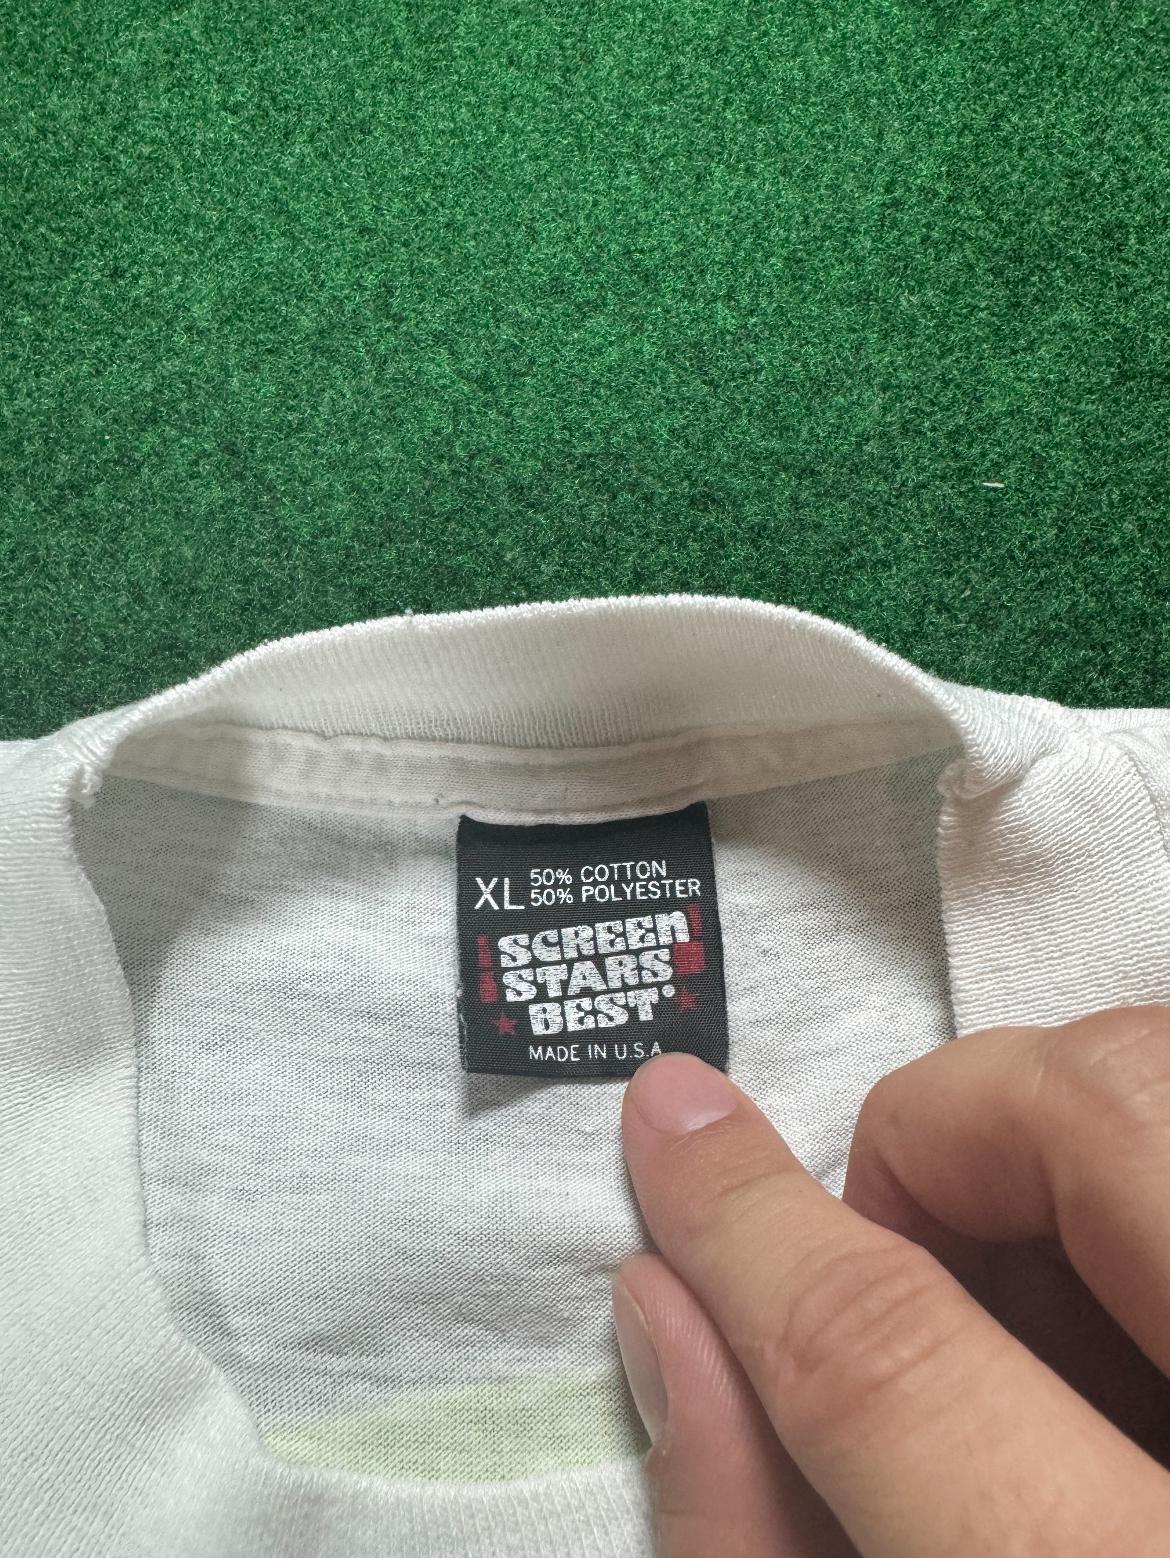 XL 50% COTTON
50% POLYESTER
SCREEN
STARS
BEST®
MADE IN U.S.A